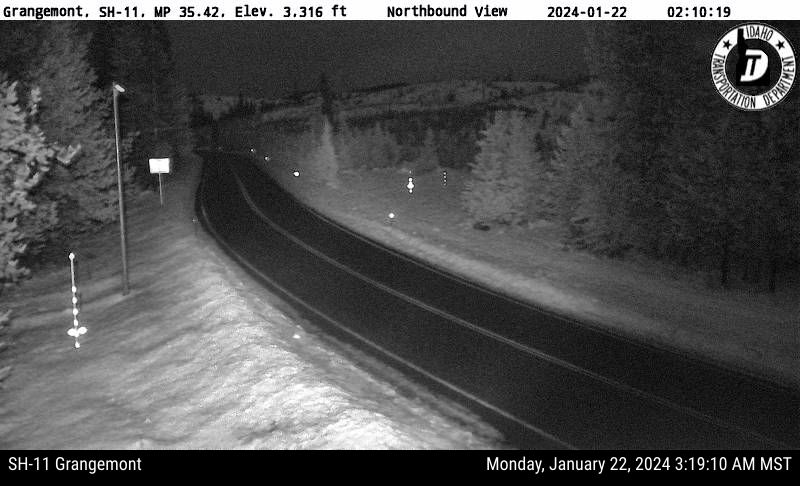 Grangemont, SH-11, MP 35.42, Elev. 3,316 ft Northbound View 2024-01-22 02:10:19
IDAHO
TRANSPORTATION DEPARTMENT
SH-11 Grangemont Monday, January 22, 2024 3:19:10 AM MST